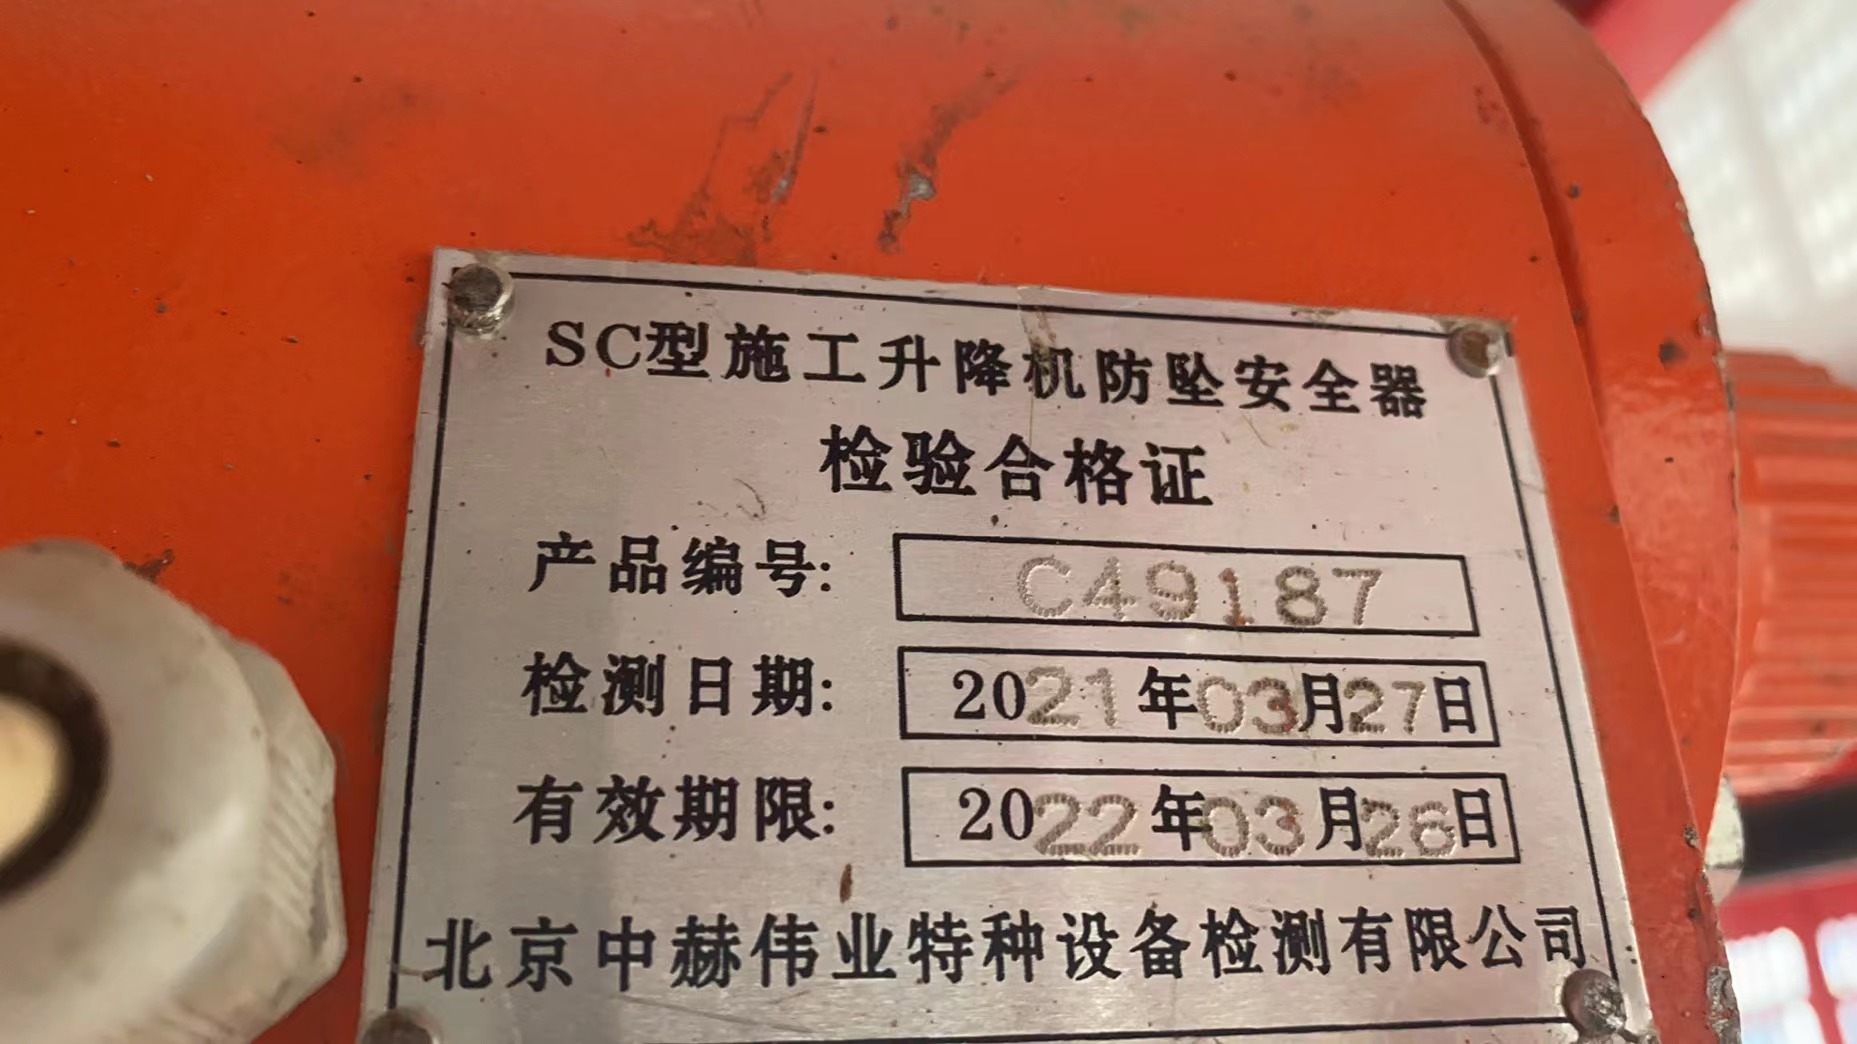 SC型施工升降机防坠安全器
检验合格证
产品编号: C49187
检测日期: 2021年03月27日
有效期限: 2022年03月26日
北京中赫伟业特种设备检测有限公司